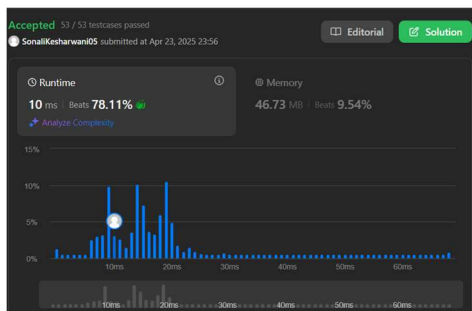 Accepted 53 / 53 testcases passed
SonaliKesharwani05 submitted at Apr 23, 2025 23:56
Editorial
Solution
Runtime
10 ms | Beats 78.11%
Analyze Complexity
Memory
46.73 MB | Beats 9.54%
15%
10%
5%
0%
10ms 20ms 30ms 40ms 50ms 60ms
10ms 20ms 30ms 40ms 50ms 60ms